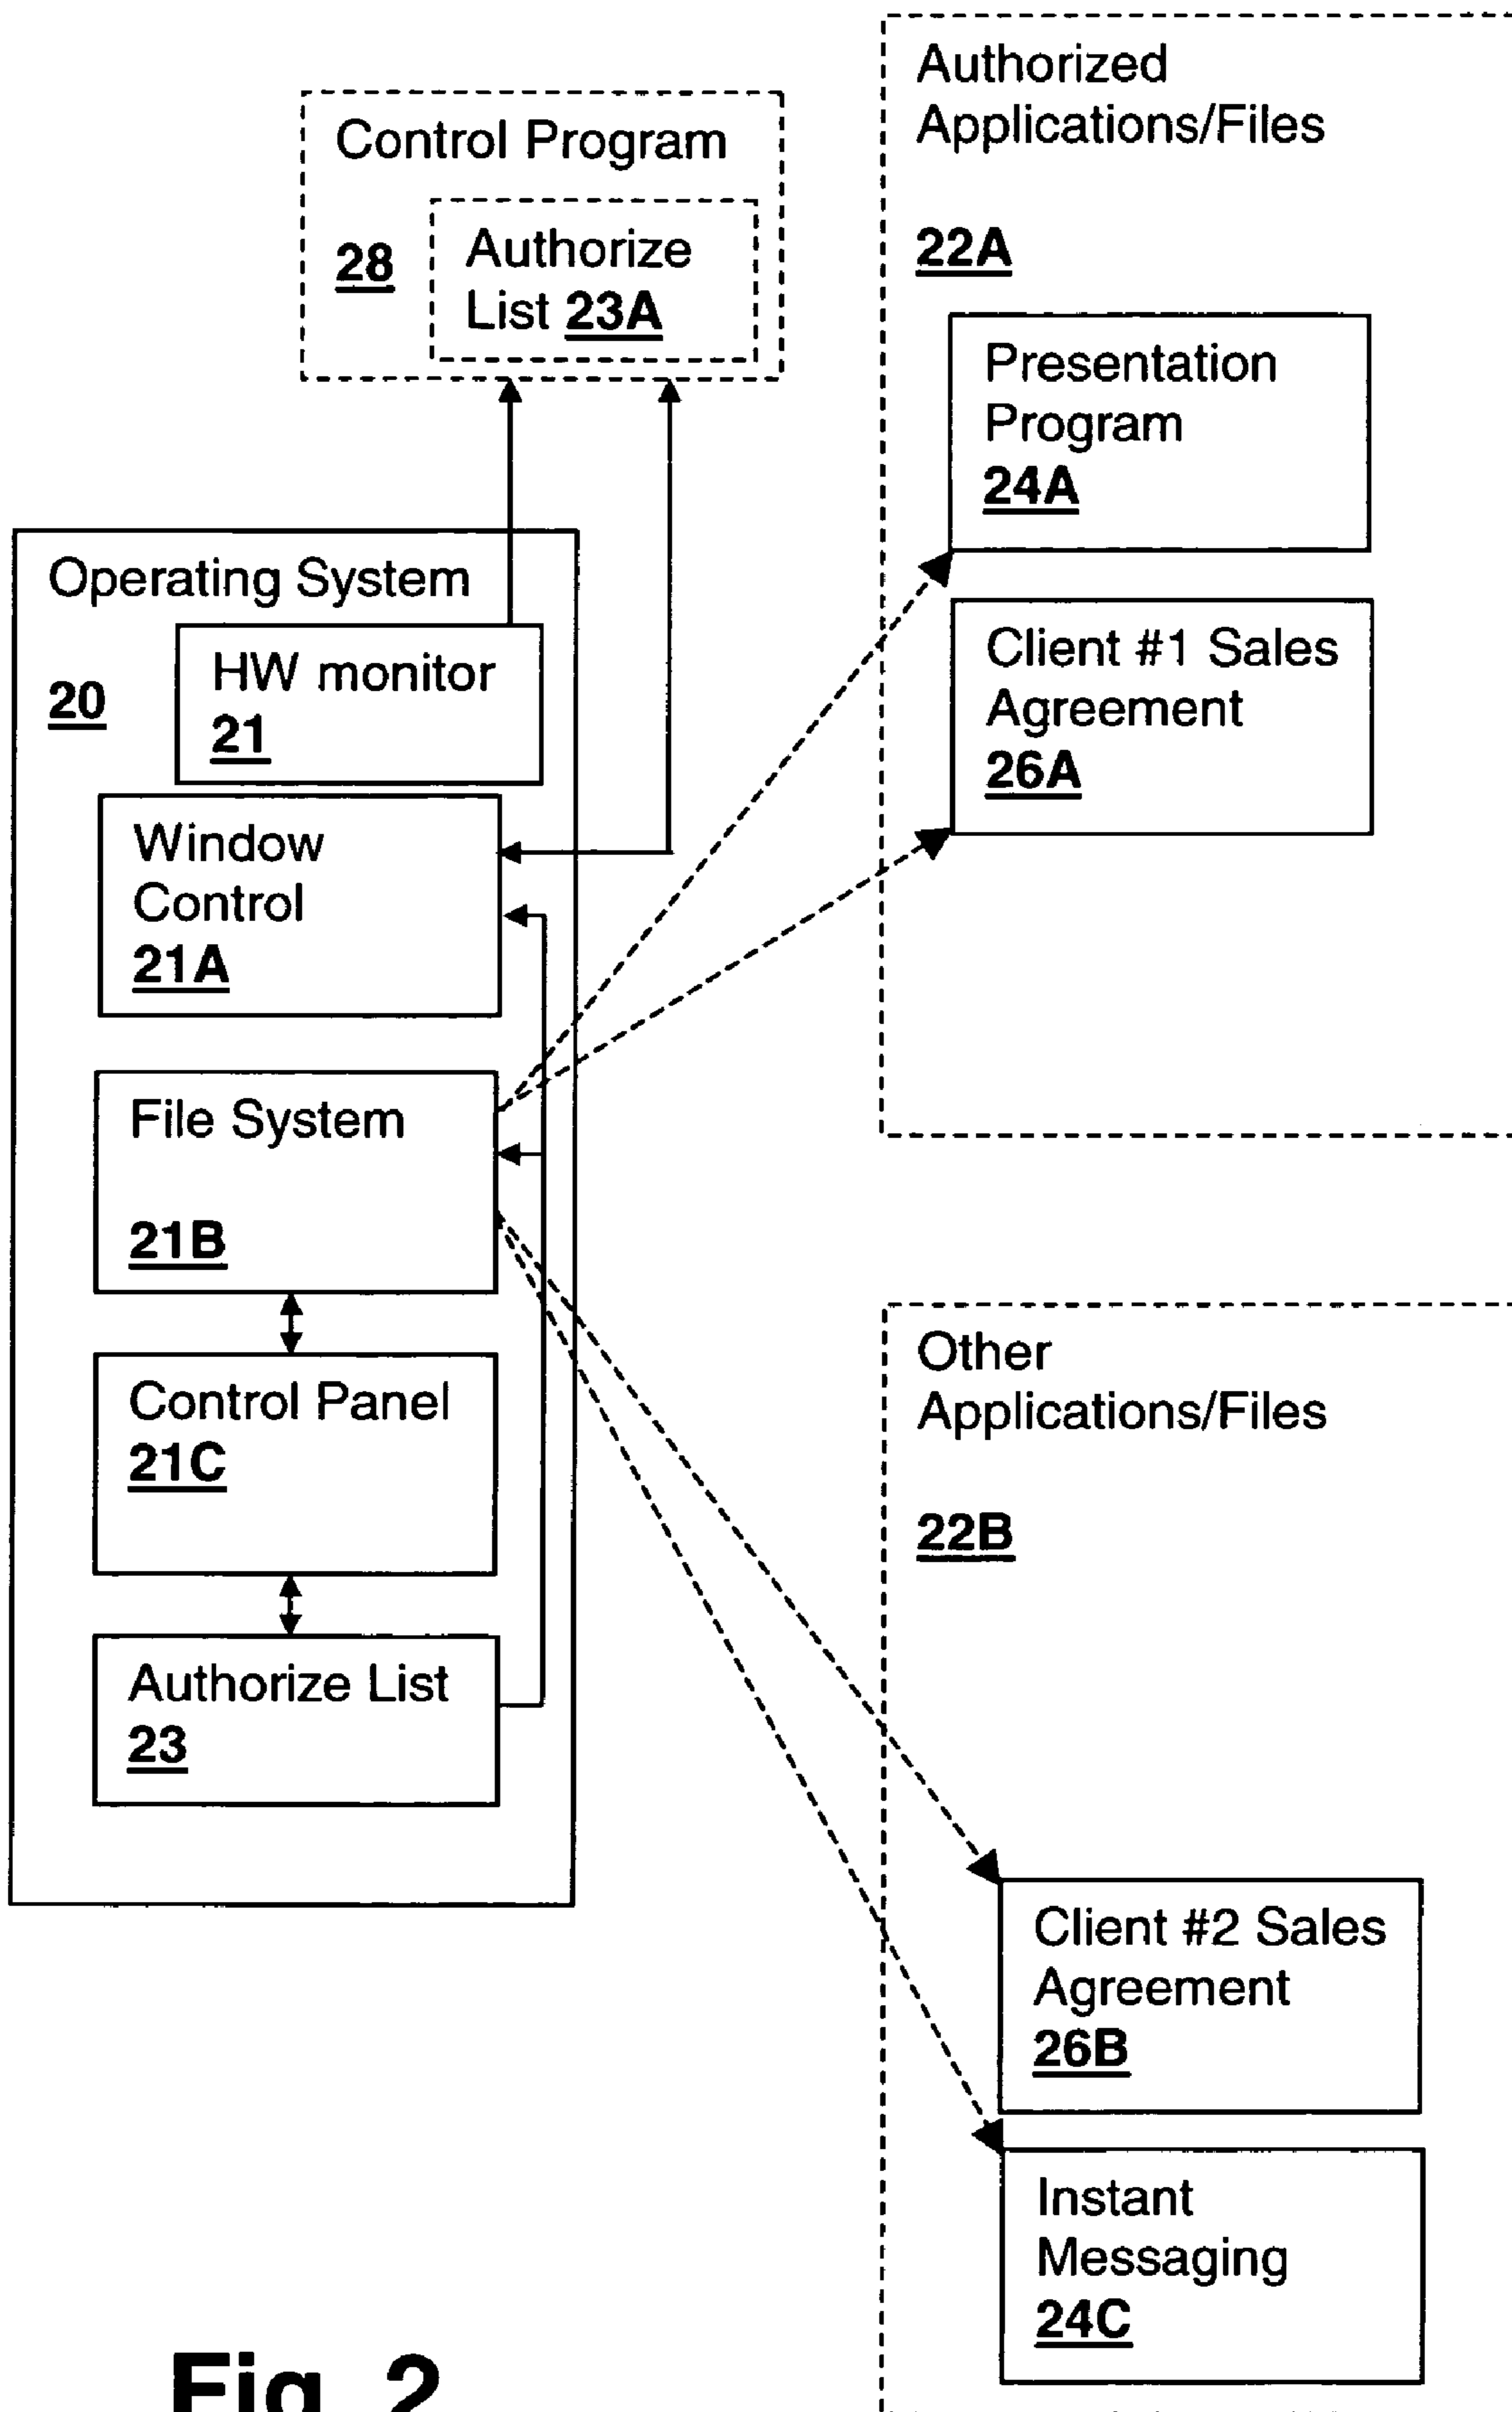 Control Program
28
Authorize
List 23A
Authorized
Applications/Files
22A
Presentation
Program
24A
Client #1 Sales
Agreement
26A
Operating System
20
HW monitor
21
Window
Control
21A
File System
21B
Control Panel
21C
Authorize List
23
Other
Applications/Files
22B
Client #2 Sales
Agreement
26B
Instant
Messaging
24C
Fig. 2